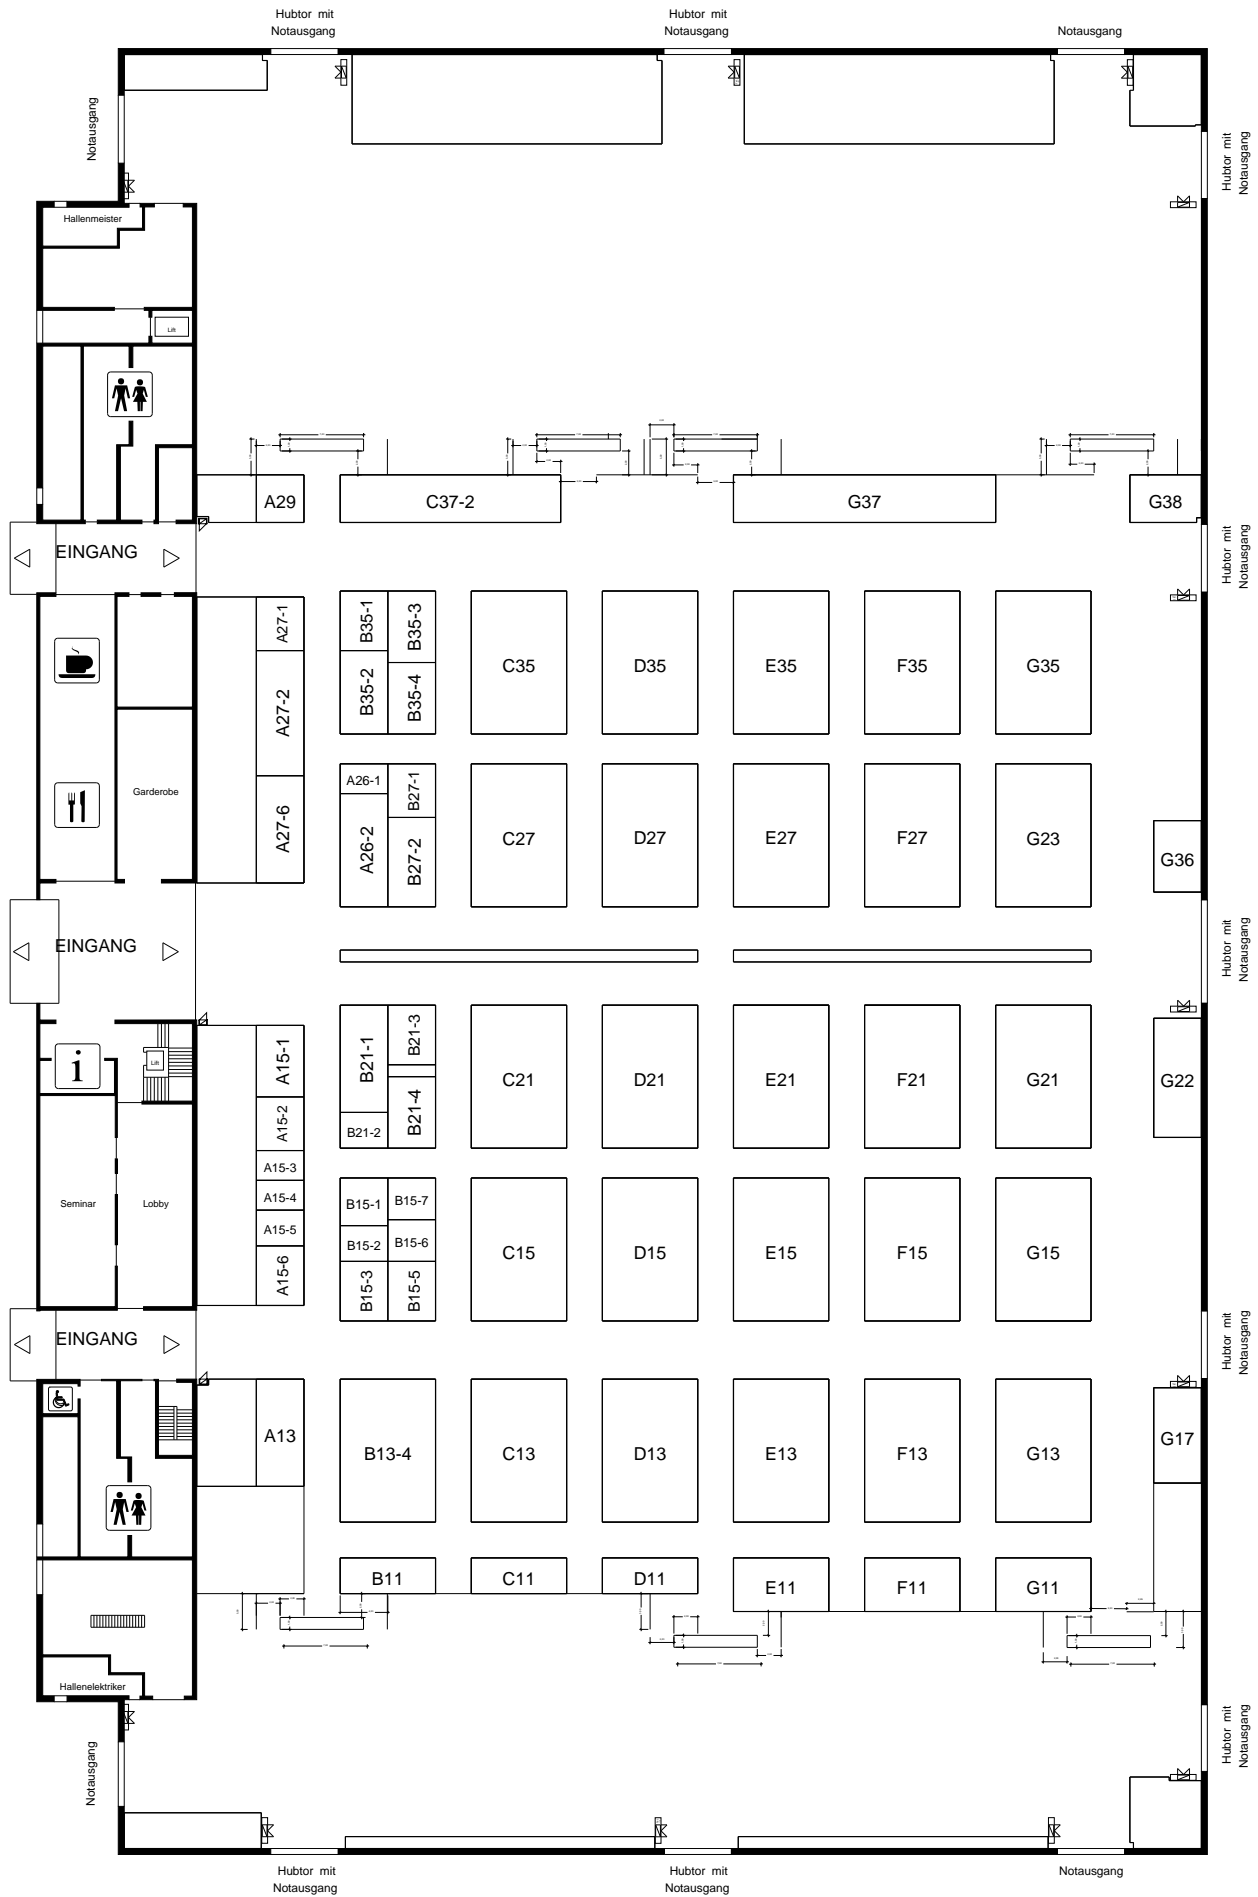 Hubtor mit
Notausgang
Hubtor mit
Notausgang
Notausgang
Notausgang
Hubtor mit
Notausgang
Hallenmeister
Lift
A29
C37-2
G37
G38
EINGANG
Hubtor mit
Notausgang
A27-1
B35-1
B35-3
A27-2
B35-2
B35-4
C35
D35
E35
F35
G35
Garderobe
A27-6
A26-1
B27-1
A26-2
B27-2
C27
D27
E27
F27
G23
G36
EINGANG
Hubtor mit
Notausgang
i
Lift
A15-1
A15-2
B21-1
B21-3
B21-4
B21-2
C21
D21
E21
F21
G21
G22
Seminar
Lobby
A15-3
A15-4
A15-5
A15-6
B15-1
B15-7
B15-2
B15-6
B15-3
B15-5
C15
D15
E15
F15
G15
EINGANG
Hubtor mit
Notausgang
A13
B13-4
C13
D13
E13
F13
G13
G17
B11
C11
D11
E11
F11
G11
Hallenelektriker
Notausgang
Hubtor mit
Notausgang
Hubtor mit
Notausgang
Hubtor mit
Notausgang
Notausgang